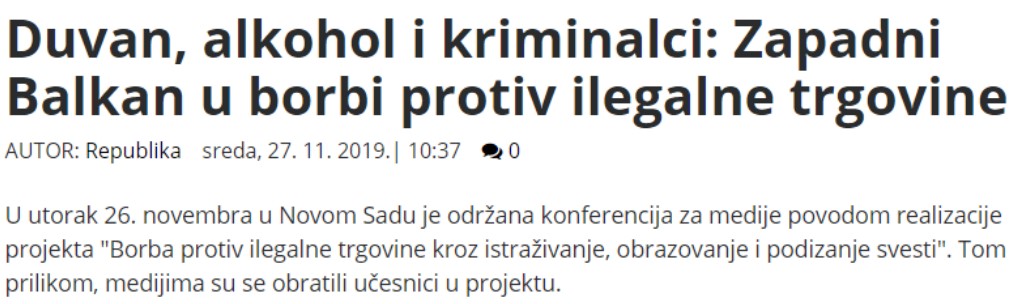 Duvan, alkohol i kriminalci: Zapadni
Balkan u borbi protiv ilegalne trgovine
AUTOR: Republika sreda, 27. 11. 2019.| 10:37 0
U utorak 26. novembra u Novom Sadu je održana konferencija za medije povodom realizacije
projekta "Borba protiv ilegalne trgovine kroz istraživanje, obrazovanje i podizanje svesti". Tom
prilikom, medijima su se obratili učesnici u projektu.